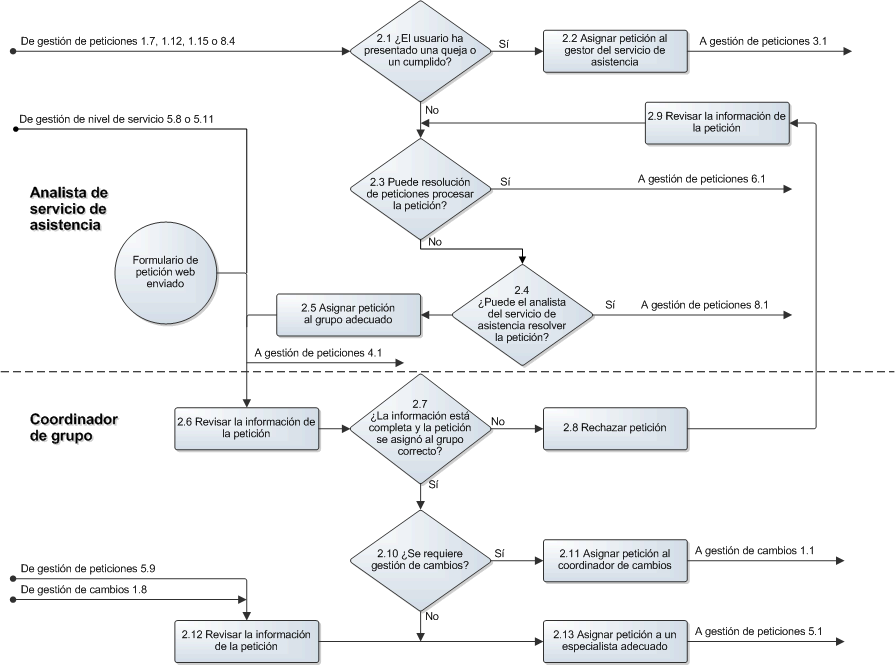 De gestión de peticiones 1.7, 1.12, 1.15 o 8.4
2.1 ¿El usuario ha
presentado una queja o
un cumplido?
Sí
2.2 Asignar petición al
gestor del servicio de
asistencia
A gestión de peticiones 3.1
No
De gestión de nivel de servicio 5.8 o 5.11
2.9 Revisar la información de
la petición
2.3 Puede resolución
de peticiones procesar
la petición?
Sí
A gestión de peticiones 6.1
Analista de
servicio de
asistencia
No
Formulario de
petición web
enviado
2.4
¿Puede el analista
del servicio de
asistencia resolver
la petición?
Sí
A gestión de peticiones 8.1
2.5 Asignar petición
al grupo adecuado
A gestión de peticiones 4.1
Coordinador
de grupo
2.6 Revisar la información de
la petición
2.7
¿La información está
completa y la petición
se asignó al grupo
correcto?
No
2.8 Rechazar petición
Sí
2.10 ¿Se requiere
gestión de cambios?
Sí
2.11 Asignar petición al
coordinador de cambios
A gestión de cambios 1.1
De gestión de peticiones 5.9
De gestión de cambios 1.8
No
2.12 Revisar la información
de la petición
2.13 Asignar petición a un
especialista adecuado
A gestión de peticiones 5.1